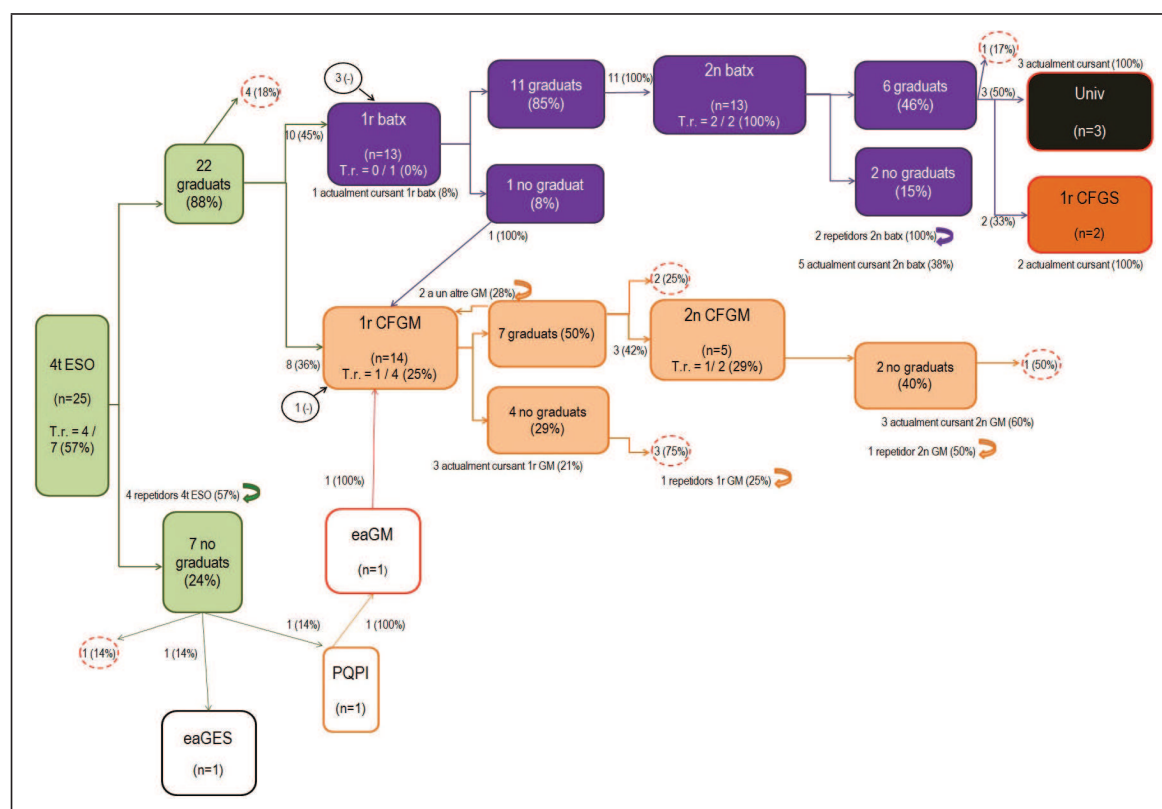 4t ESO
(n=25)
T.r. = 4 /
7 (57%)
22
graduats
(88%)
4 (18%)
10 (45%)
8 (36%)
4 repetidors 4t ESO (57%)
7 no
graduats
(24%)
1 (14%)
1 (14%)
1 (14%)
eaGES
(n=1)
PQPI
(n=1)
1 (100%)
eaGM
(n=1)
1 (100%)
3 (-)
1r batx
(n=13)
T.r. = 0 / 1 (0%)
1 actualment cursant 1r batx (8%)
11 graduats
(85%)
1 no graduat
(8%)
1 (100%)
11 (100%)
2n batx
(n=13)
T.r. = 2 / 2 (100%)
6 graduats
(46%)
2 no graduats
(15%)
2 repetidors 2n batx (100%)
5 actualment cursant 2n batx (38%)
1 (17%)
3 actualment cursant (100%)
3 (50%)
Univ
(n=3)
2 (33%)
1r CFGS
(n=2)
2 actualment cursant (100%)
2 a un altre GM (28%)
1r CFGM
(n=14)
T.r. = 1 / 4 (25%)
1 (-)
7 graduats (50%)
4 no graduats
(29%)
3 actualment cursant 1r GM (21%)
2 (25%)
3 (42%)
2n CFGM
(n=5)
T.r. = 1/ 2 (29%)
3 (75%)
1 repetidors 1r GM (25%)
2 no graduats
(40%)
1 (50%)
3 actualment cursant 2n GM (60%)
1 repetidor 2n GM (50%)